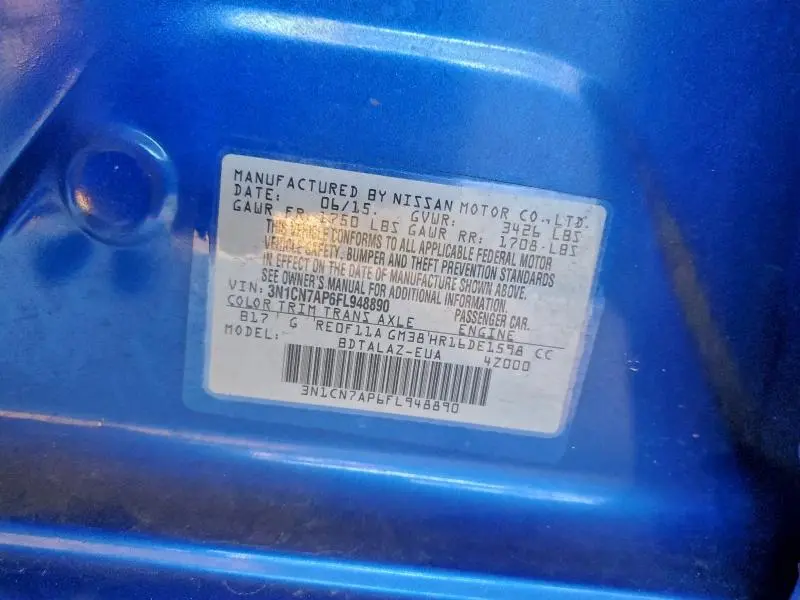 MANUFACTURED BY NISSAN MOTOR CO.,LTD.
DATE: 06/15. GVWR: 3426 LBS
GAWR FR: 1750 LBS GAWR RR: 1708 LBS
THIS VEHICLE CONFORMS TO ALL APPLICABLE FEDERAL MOTOR
VEHICLE SAFETY, BUMPER AND THEFT PREVENTION STANDARDS
IN EFFECT ON THE DATE OF MANUFACTURE SHOWN ABOVE.
SEE OWNER'S MANUAL FOR ADDITIONAL INFORMATION.
VIN: 3N1CN7AP6FL948890 PASSENGER CAR.
COLOR TRIM TRANS AXLE ENGINE
B17 G RE0F11A GM38 HR16DE1598 CC
MODEL: BDTALAZ-EUA 4Z000
3N1CN7AP6FL948890